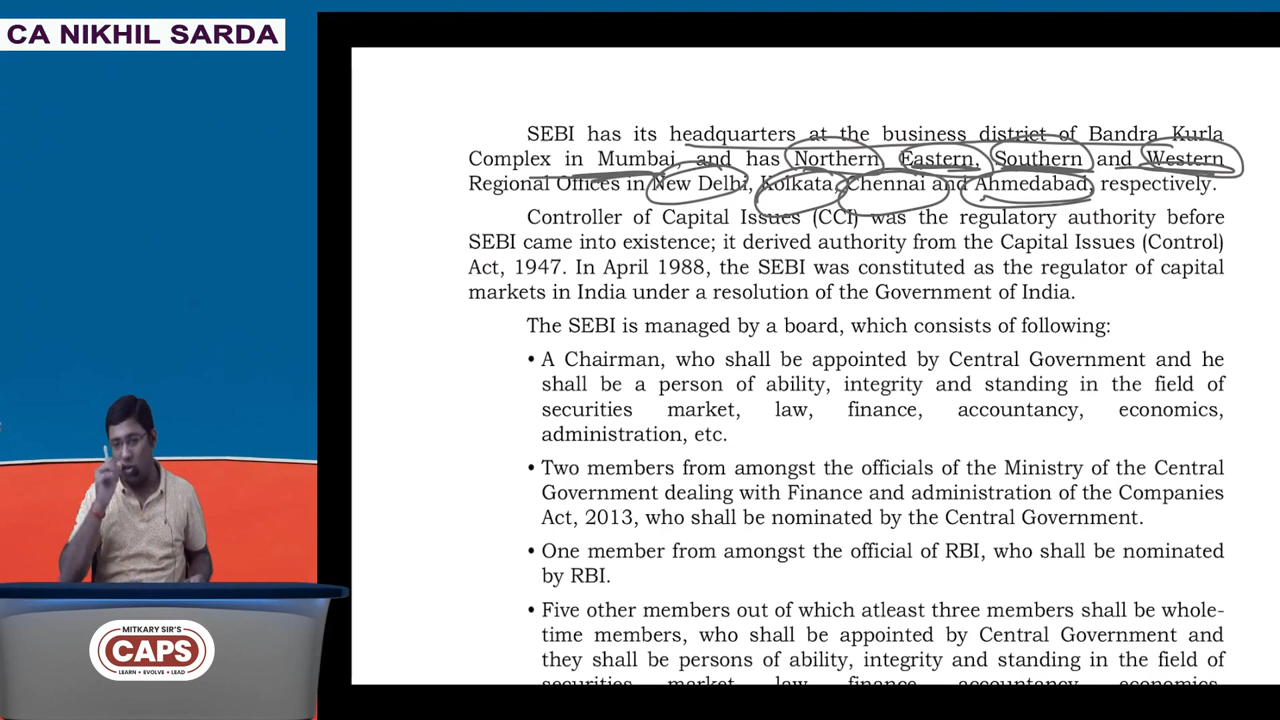 CA NIKHIL SARDA
SEBI has its headquarters at the business district of Bandra Kurla
Complex in Mumbai, and has Northern Eastern, Southern and Western
Regional Offices in New Delhi, Kolkata, Chennai and Ahmedabad, respectively.
Controller of Capital Issues (CCI) was the regulatory authority before
SEBI came into existence; it derived authority from the Capital Issues (Control)
Act, 1947. In April 1988, the SEBI was constituted as the regulator of capital
markets in India under a resolution of the Government of India.
The SEBI is managed by a board, which consists of following:
• A Chairman, who shall be appointed by Central Government and he
shall be a person of ability, integrity and standing in the field of
securities market, law, finance, accountancy, economics,
administration, etc.
• Two members from amongst the officials of the Ministry of the Central
Government dealing with Finance and administration of the Companies
Act, 2013, who shall be nominated by the Central Government.
• One member from amongst the official of RBI, who shall be nominated
by RBI.
• Five other members out of which atleast three members shall be whole-
time members, who shall be appointed by Central Government and
they shall be persons of ability, integrity and standing in the field of
securities market, law, finance, accountancy, economics,
MITKARY SIR'S
CAPS
LEARN • EVOLVE • LEAD